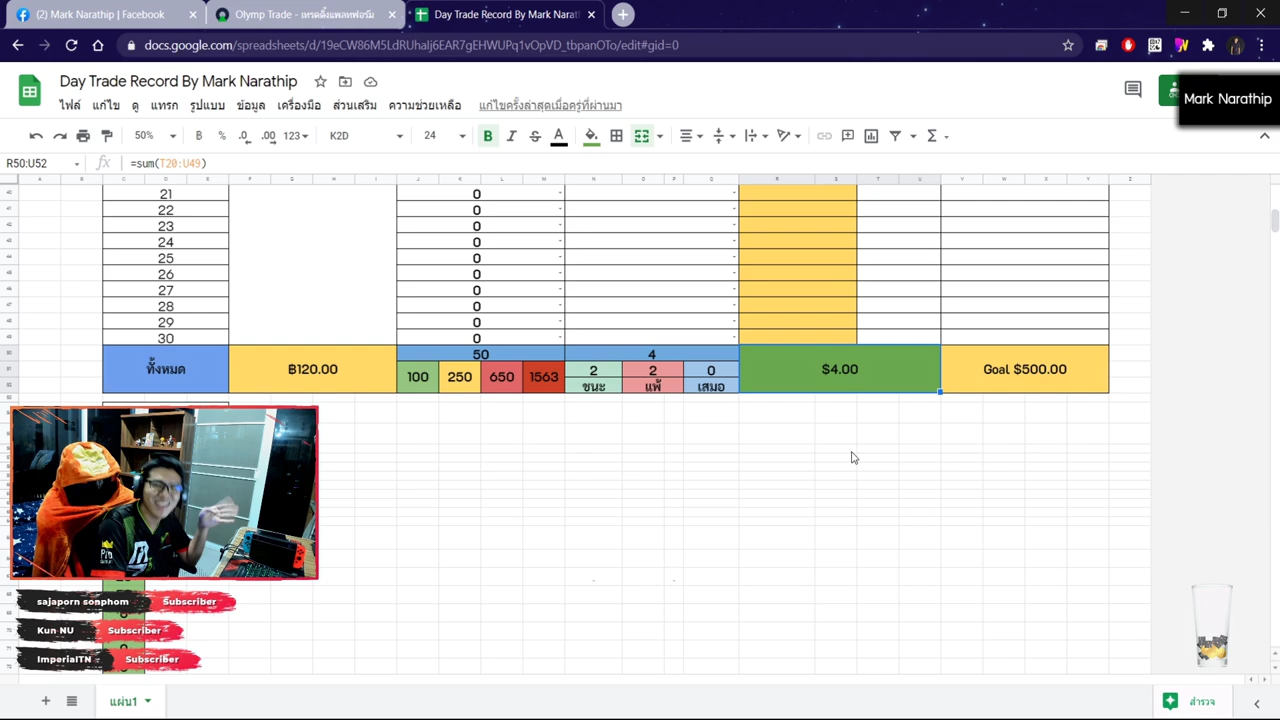 (2) Mark Narathip | Facebook
Olymp Trade - เทรดดิ้งแพลทฟอร์ม
Day Trade Record By Mark Narat
docs.google.com/spreadsheets/d/19eCW86M5LdRUhaIj6EAR7gEHWUPq1vOpVD_tbpanOTo/edit#gid=0
Day Trade Record By Mark Narathip
ไฟล์ แก้ไข ดู แทรก รูปแบบ ข้อมูล เครื่องมือ ส่วนเสริม ความช่วยเหลือ แก้ไขครั้งล่าสุดเมื่อครู่ที่ผ่านมา
Mark Narathip
50% ฿ % .0 .00 123 K2D 24 B I S A Σ
R50:U52 fx =sum(T20:U49)
21 0
22 0
23 0
24 0
25 0
26 0
27 0
28 0
29 0
30 0
ทั้งหมด ฿120.00 50 4 $4.00 Goal $500.00
100 250 650 1563 2 2 0
ชนะ แพ้ เสมอ
sajaporn sonphom Subscriber
Kun NU Subscriber
ImperialTN Subscriber
แผ่น1
สำรวจ